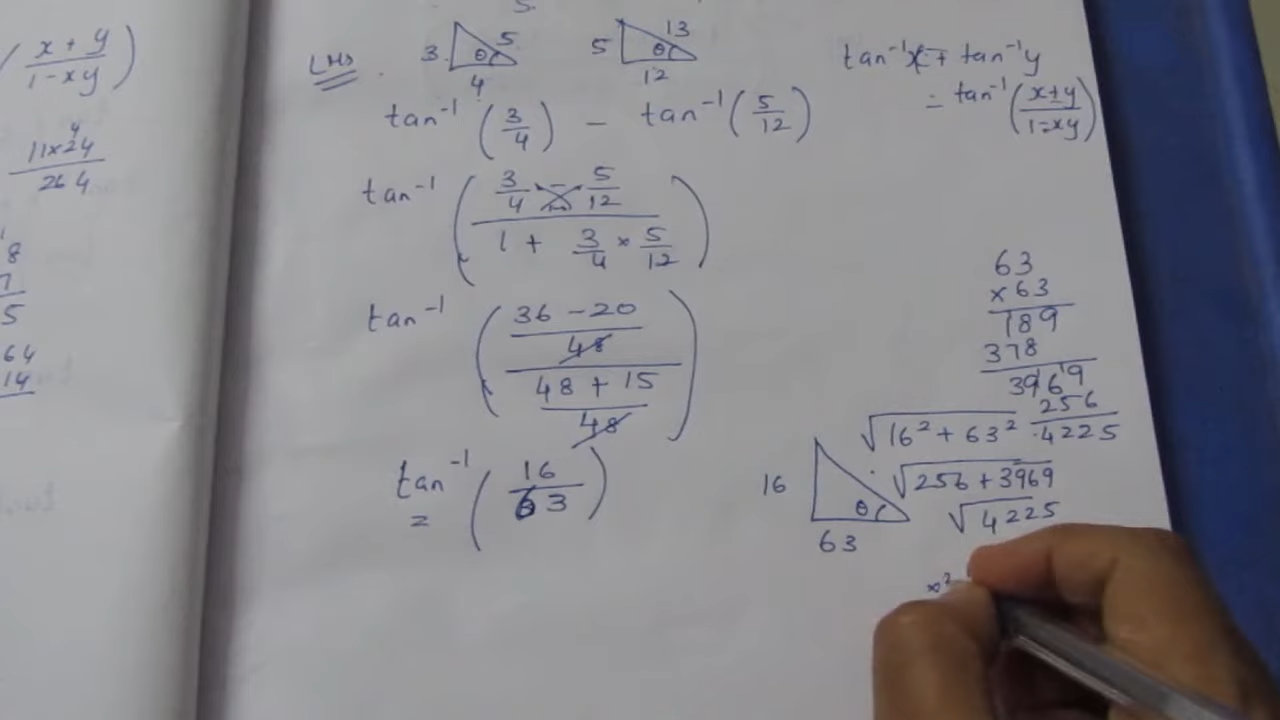 ( x + y / 1 - xy )
11 x 24 / 264
4
8
7
5
64
14
LHS
3 5 4 θ
5 13 12 θ
tan⁻¹ (3/4) - tan⁻¹ (5/12)
tan⁻¹ ( 3/4 - 5/12 / 1 + 3/4 × 5/12 )
tan⁻¹ ( 36 - 20 / 48 / 48 + 15 / 48 )
tan⁻¹ ( 16 / 63 )
=
tan⁻¹x ∓ tan⁻¹y
= tan⁻¹ ( x ± y / 1 = xy )
63
× 63
189
378
3969
256
4225
√16² + 63²
√256 + 3969
√4225
16 θ 63
x²